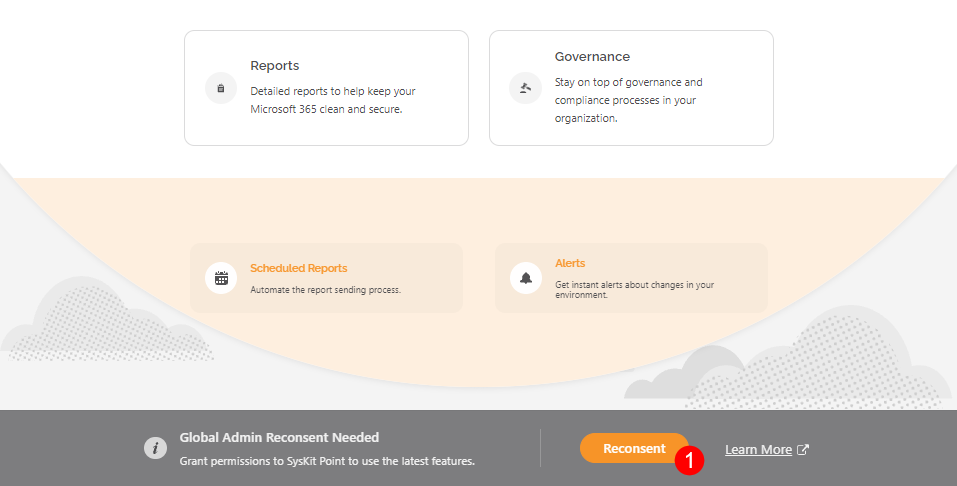 Reports
Detailed reports to help keep your
Microsoft 365 clean and secure.
Governance
Stay on top of governance and
compliance processes in your
organization.
Scheduled Reports
Automate the report sending process.
Alerts
Get instant alerts about changes in your
environment.
Global Admin Reconsent Needed
Grant permissions to SysKit Point to use the latest features.
Reconsent
1
Learn More